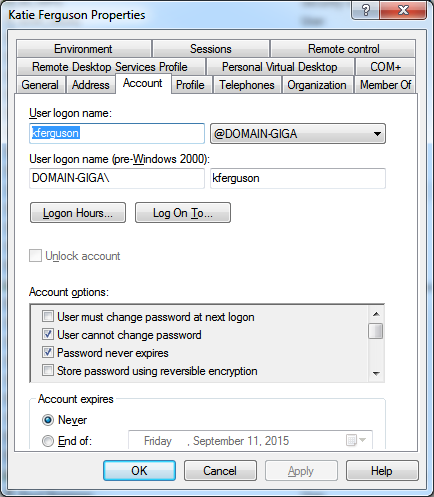 Katie Ferguson Properties
Environment Sessions Remote control
Remote Desktop Services Profile Personal Virtual Desktop COM+
General Address Account Profile Telephones Organization Member Of
User logon name:
kferguson @DOMAIN-GIGA
User logon name (pre-Windows 2000):
DOMAIN-GIGA\ kferguson
Logon Hours... Log On To...
Unlock account
Account options:
User must change password at next logon
User cannot change password
Password never expires
Store password using reversible encryption
Account expires
Never
End of: Friday , September 11, 2015
OK Cancel Apply Help